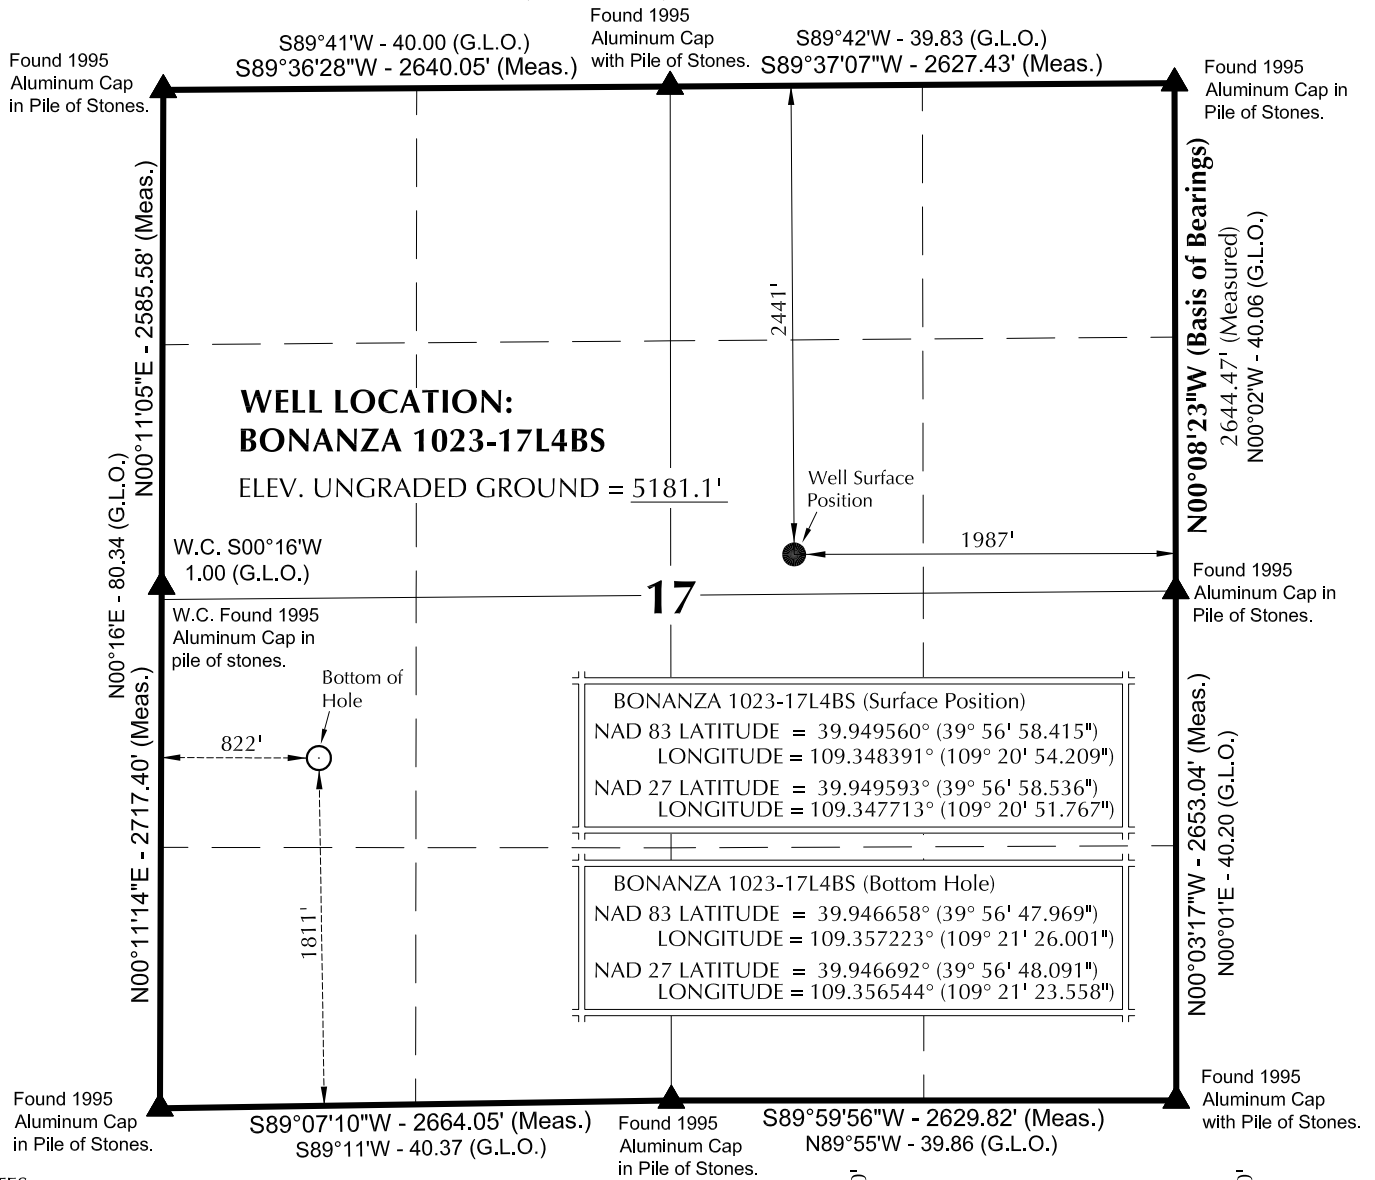 Found 1995
Aluminum Cap
in Pile of Stones.
S89°41'W - 40.00 (G.L.O.)
S89°36'28"W - 2640.05' (Meas.)
Found 1995
Aluminum Cap
with Pile of Stones.
S89°42'W - 39.83 (G.L.O.)
S89°37'07"W - 2627.43' (Meas.)
Found 1995
Aluminum Cap in
Pile of Stones.
N00°11'05"E - 2585.58' (Meas.)
N00°16'E - 80.34 (G.L.O.)
2441'
N00°08'23"W (Basis of Bearings)
2644.47' (Measured)
N00°02'W - 40.06 (G.L.O.)
WELL LOCATION:
BONANZA 1023-17L4BS
ELEV. UNGRADED GROUND = 5181.1'
Well Surface
Position
1987'
W.C. S00°16'W
1.00 (G.L.O.)
W.C. Found 1995
Aluminum Cap in
pile of stones.
17
Found 1995
Aluminum Cap in
Pile of Stones.
Bottom of
Hole
822'
1811'
N00°11'14"E - 2717.40' (Meas.)
BONANZA 1023-17L4BS (Surface Position)
NAD 83 LATITUDE = 39.949560° (39° 56' 58.415")
LONGITUDE = 109.348391° (109° 20' 54.209")
NAD 27 LATITUDE = 39.949593° (39° 56' 58.536")
LONGITUDE = 109.347713° (109° 20' 51.767")
BONANZA 1023-17L4BS (Bottom Hole)
NAD 83 LATITUDE = 39.946658° (39° 56' 47.969")
LONGITUDE = 109.357223° (109° 21' 26.001")
NAD 27 LATITUDE = 39.946692° (39° 56' 48.091")
LONGITUDE = 109.356544° (109° 21' 23.558")
N00°03'17"W - 2653.04' (Meas.)
N00°01'E - 40.20 (G.L.O.)
Found 1995
Aluminum Cap
in Pile of Stones.
S89°07'10"W - 2664.05' (Meas.)
S89°11'W - 40.37 (G.L.O.)
Found 1995
Aluminum Cap
in Pile of Stones.
S89°59'56"W - 2629.82' (Meas.)
N89°55'W - 39.86 (G.L.O.)
Found 1995
Aluminum Cap
with Pile of Stones.